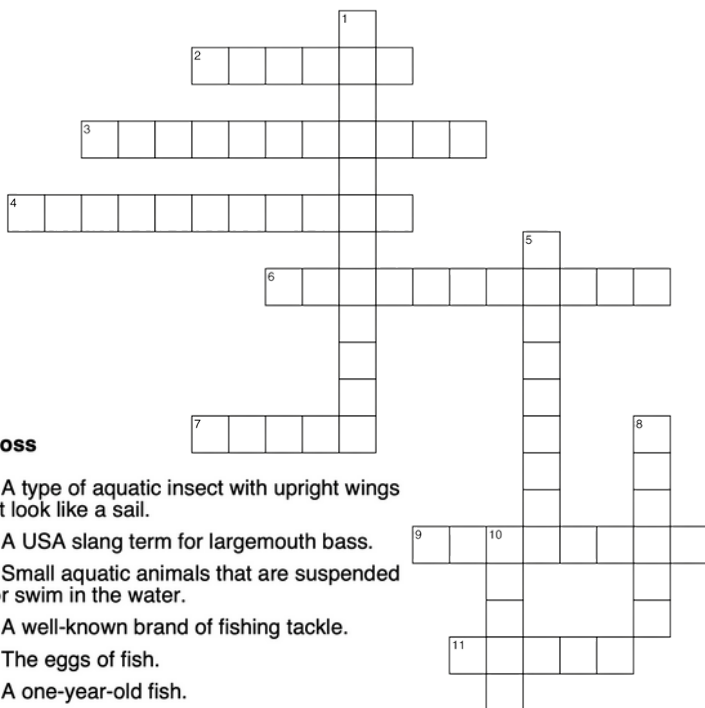 1
2
3
4
5
6
7
8
9
10
11
oss
A type of aquatic insect with upright wings
t look like a sail.
A USA slang term for largemouth bass.
Small aquatic animals that are suspended
r swim in the water.
A well-known brand of fishing tackle.
The eggs of fish.
A one-year-old fish.